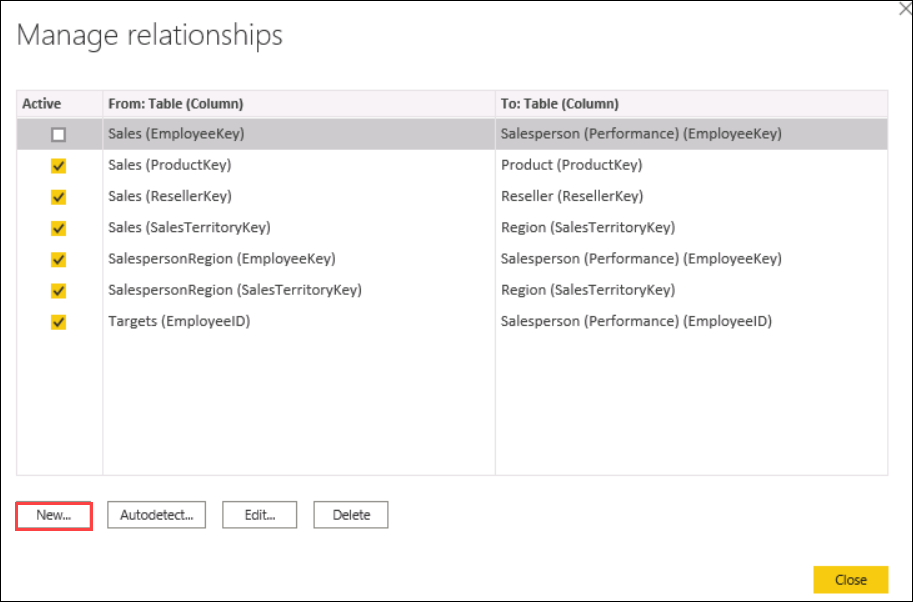 Manage relationships
Active From: Table (Column) To: Table (Column)
Sales (EmployeeKey) Salesperson (Performance) (EmployeeKey)
Sales (ProductKey) Product (ProductKey)
Sales (ResellerKey) Reseller (ResellerKey)
Sales (SalesTerritoryKey) Region (SalesTerritoryKey)
SalespersonRegion (EmployeeKey) Salesperson (Performance) (EmployeeKey)
SalespersonRegion (SalesTerritoryKey) Region (SalesTerritoryKey)
Targets (EmployeeID) Salesperson (Performance) (EmployeeID)
New... Autodetect... Edit... Delete
Close